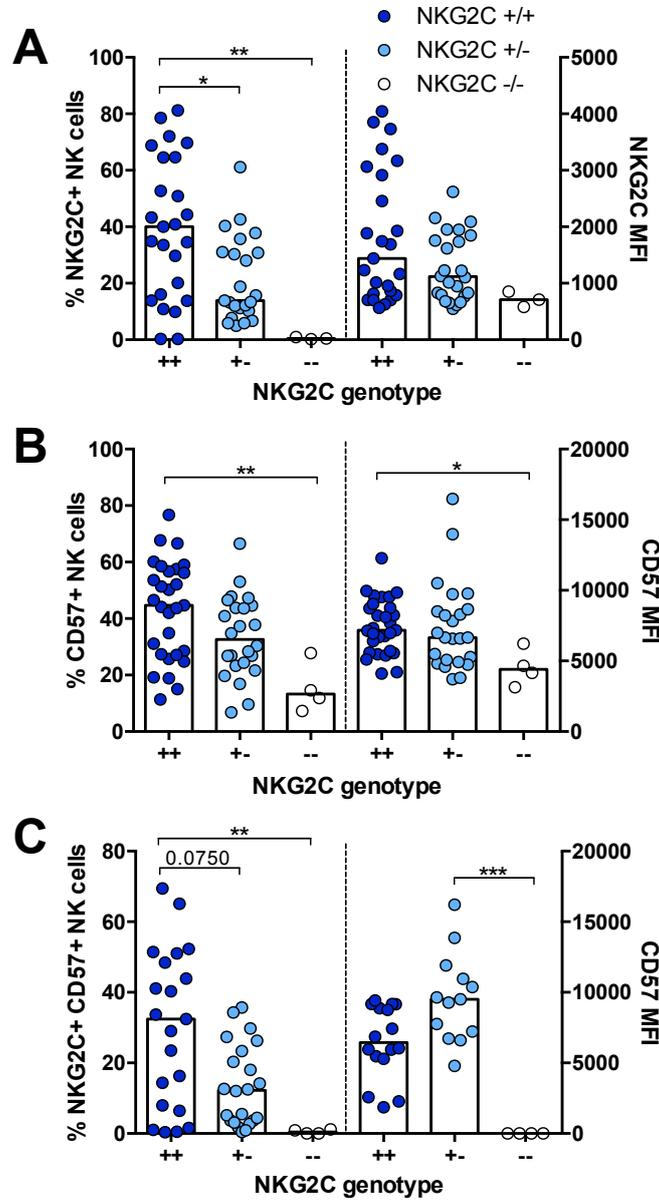 NKG2C +/+
NKG2C +/-
NKG2C -/-
A
% NKG2C+ NK cells
100
80
60
40
20
0
**
*
5000
4000
3000
2000
1000
0
NKG2C MFI
++ +- -- ++ +- --
NKG2C genotype
B
% CD57+ NK cells
100
80
60
40
20
0
**
*
20000
15000
10000
5000
0
CD57 MFI
++ +- -- ++ +- --
NKG2C genotype
C
% NKG2C+ CD57+ NK cells
80
60
40
20
0
**
0.0750
***
20000
15000
10000
5000
0
CD57 MFI
++ +- -- ++ +- --
NKG2C genotype